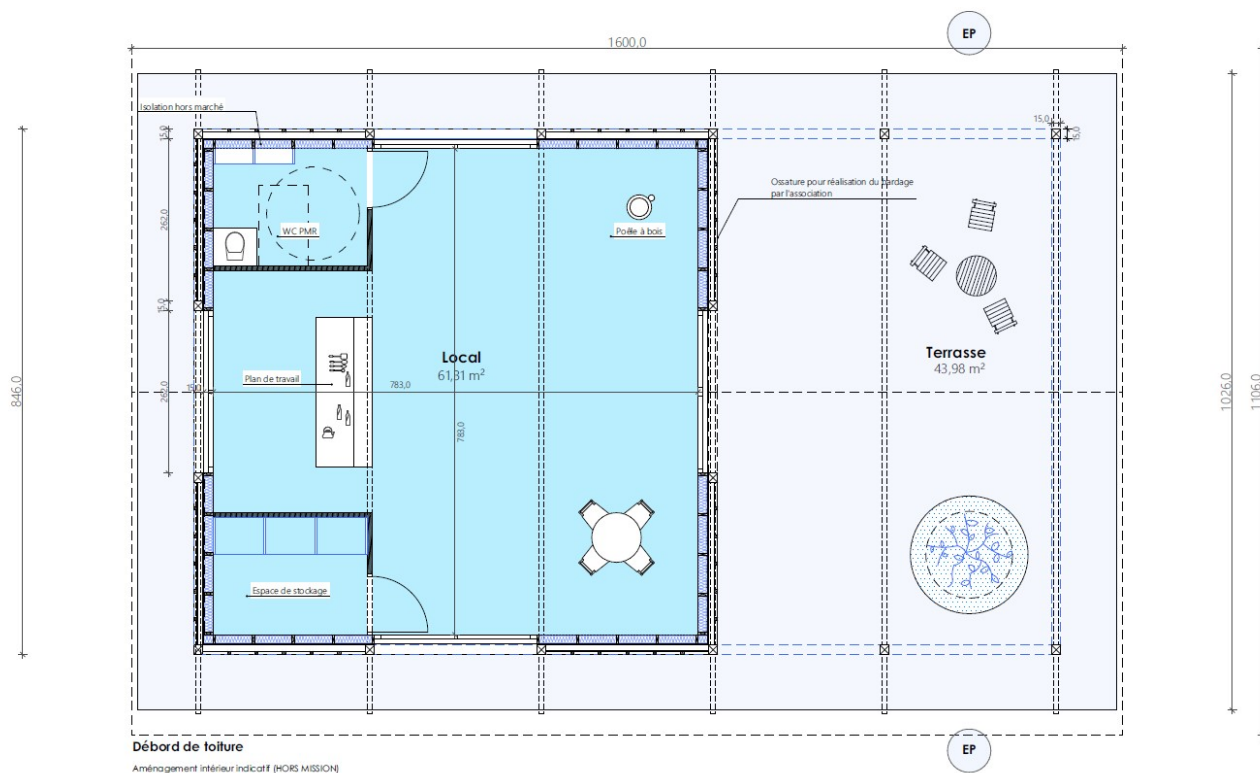 EP
1600,0
Isolation hors marché
15,0
15,0
15,0
262,0
Ossature pour réalisation du bardage
par l'association
WC PMR
Poêle à bois
15,0
Local
61,31 m²
Terrasse
43,98 m²
Plan de travail
783,0
262,0
783,0
846,0
1026,0
1106,0
Espace de stockage
Débord de toiture
EP
Aménagement intérieur indicatif (HORS MISSION)